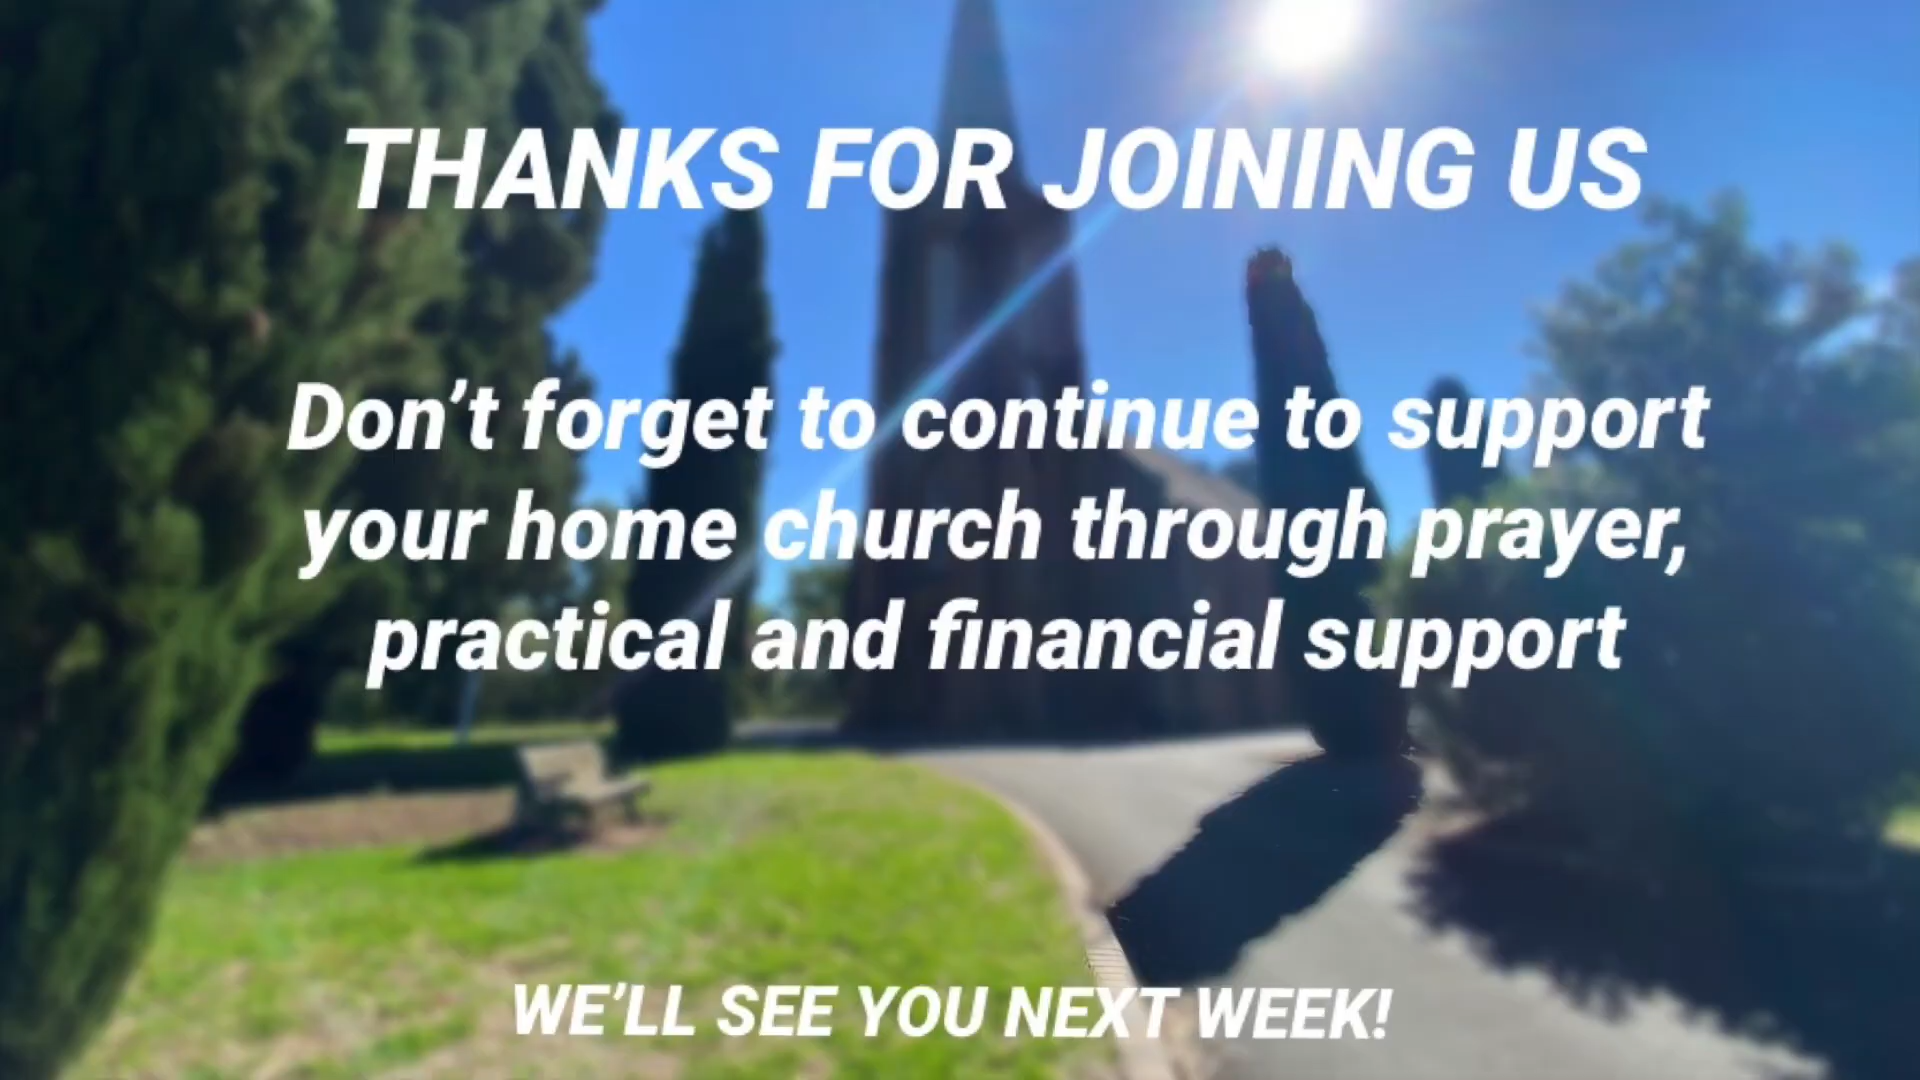 THANKS FOR JOINING US
Don’t forget to continue to support
your home church through prayer,
practical and financial support
WE’LL SEE YOU NEXT WEEK!